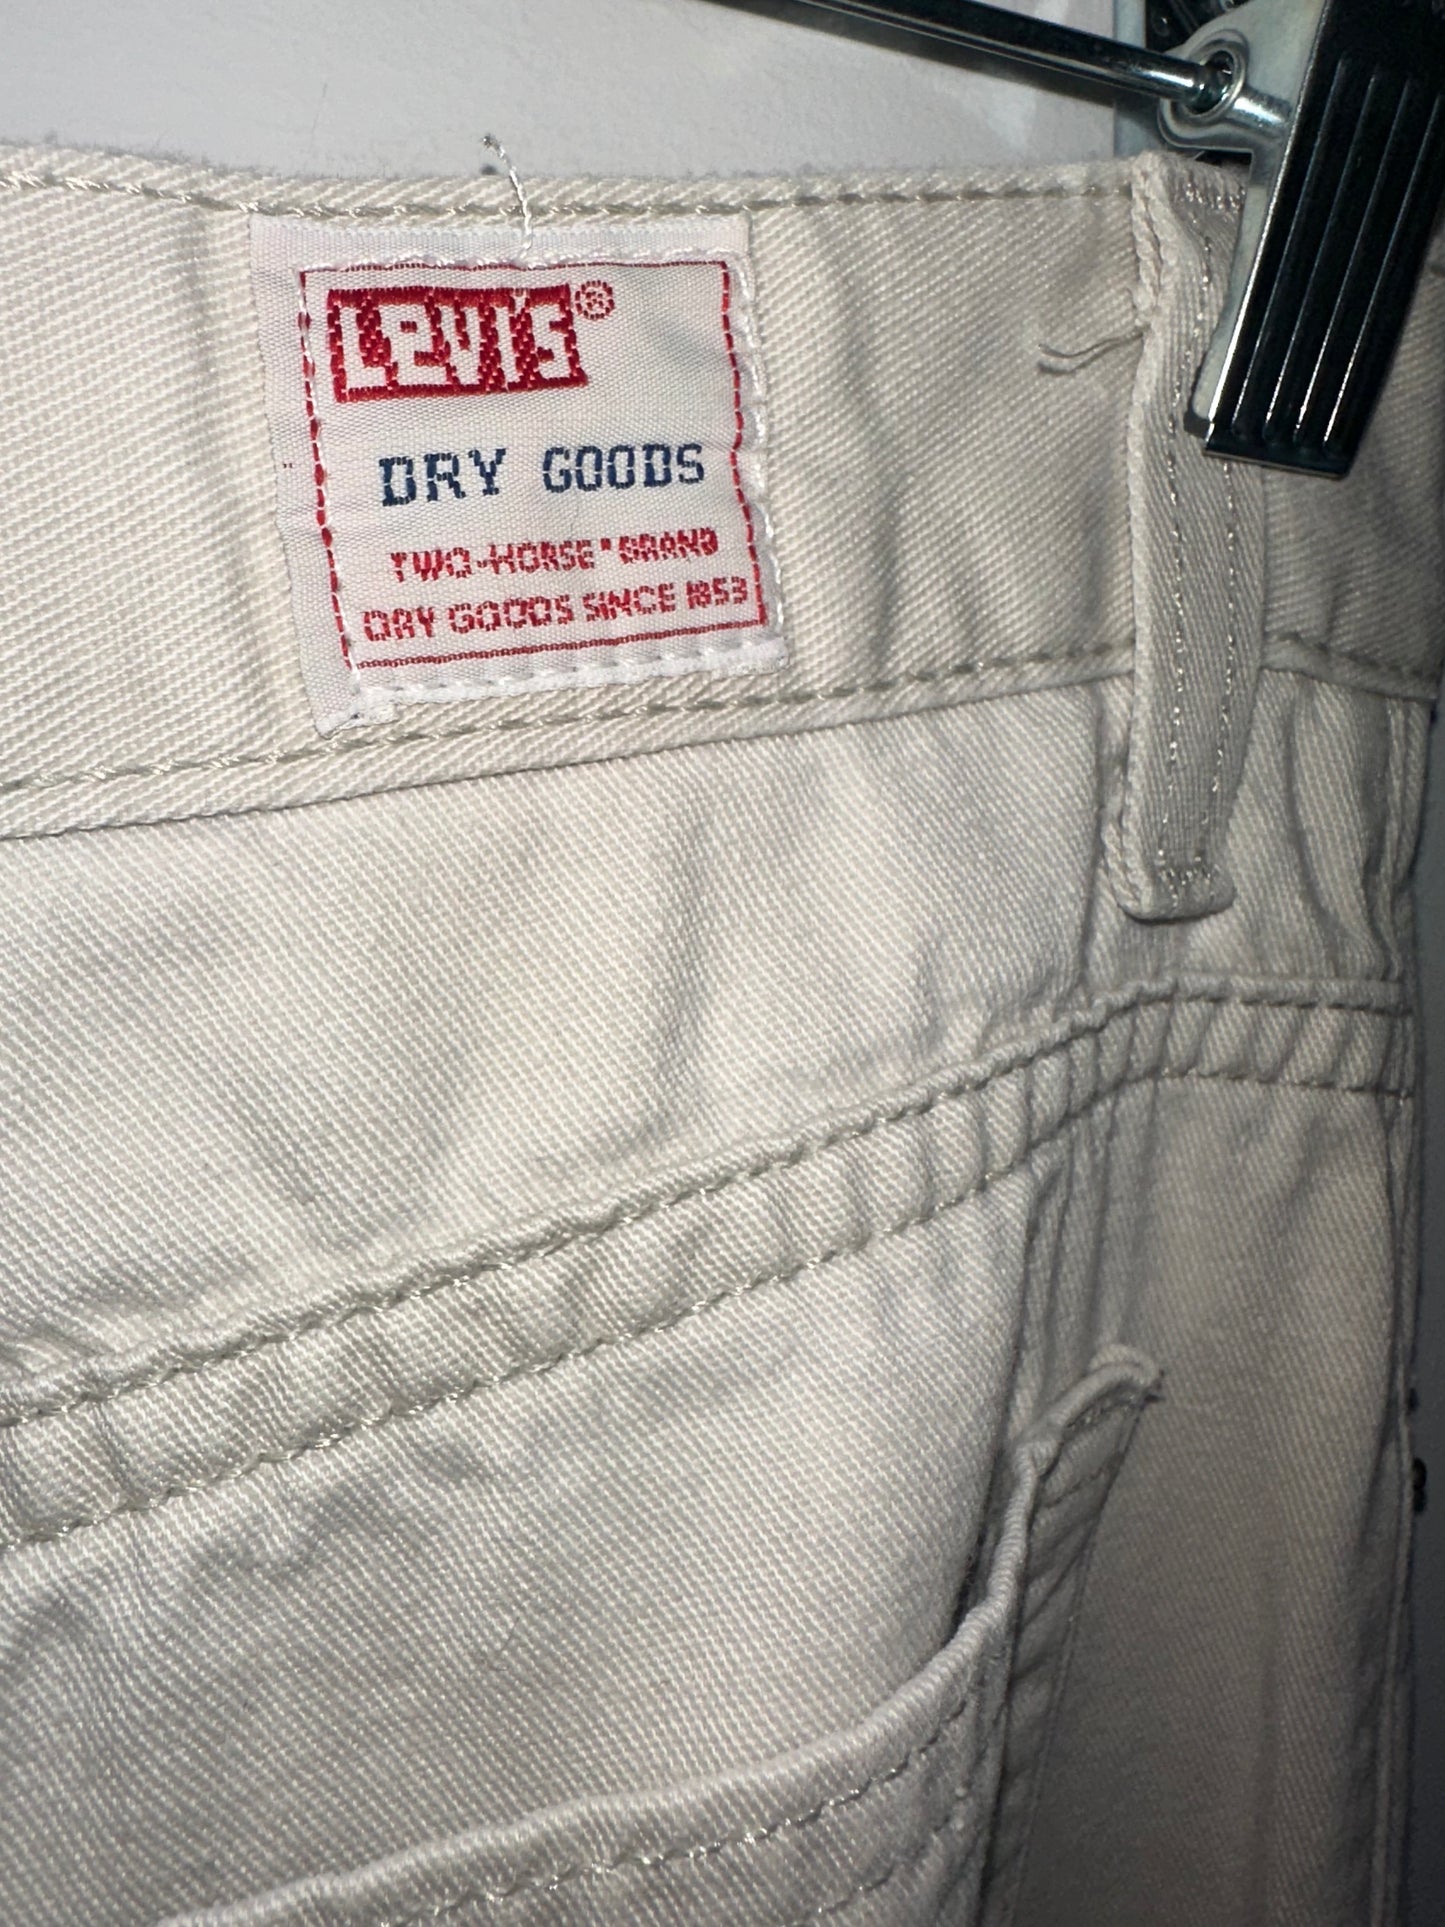 LEVI'S®
DRY GOODS
TWO-HORSE" BRAND
DRY GOODS SINCE 1853